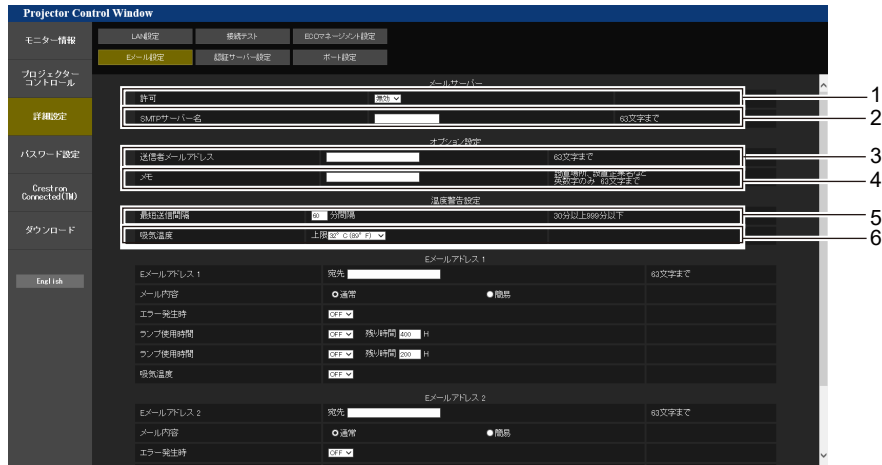 Projector Control Window
モニター情報
プロジェクター
コントロール
詳細設定
パスワード設定
Crestron
Connected(TM)
ダウンロード
English
LAN設定 接続テスト ECOマネージメント設定
Eメール設定 認証サーバー設定 ポート設定
メールサーバー
許可 無効 1
SMTPサーバー名 63文字まで 2
オプション設定
送信者メールアドレス 63文字まで 3
メモ 設置場所、設置企業名など
英数字のみ 63文字まで 4
温度警告設定
最短送信間隔 60 分間隔 30分以上999分以下 5
吸気温度 上限 32°C (89°F) 6
Eメールアドレス 1
Eメールアドレス 1 宛先 63文字まで
メール内容 通常 簡易
エラー発生時 OFF
ランプ使用時間 OFF 残り時間 400 H
ランプ使用時間 OFF 残り時間 200 H
吸気温度 OFF
Eメールアドレス 2
Eメールアドレス 2 宛先 63文字まで
メール内容 通常 簡易
エラー発生時 OFF